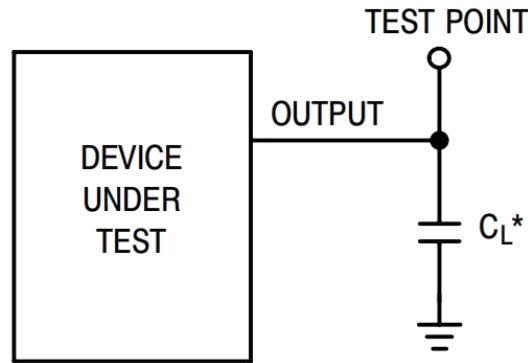 TEST POINT
OUTPUT
DEVICE
UNDER
TEST
CL*